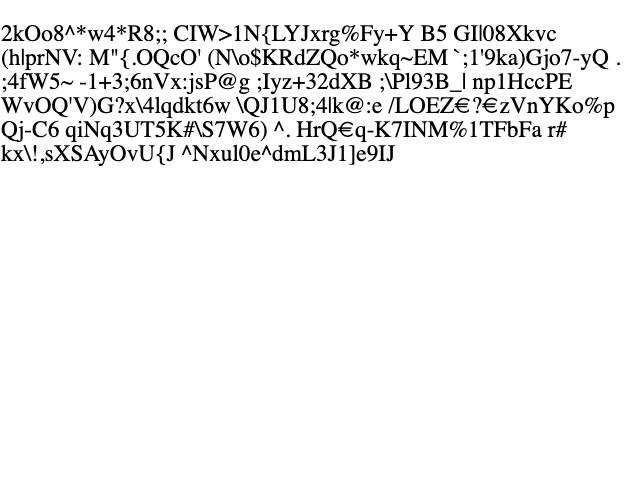 2kOo8^*w4*R8;; CIW>1N{LYJxrg%Fy+Y B5 GI|08Xkvc
(h|prNV: M"{.OQcO' (N\o$KRdZQo*wkq~EM`;1'9ka)Gjo7-yQ .
;4fW5~ -1+3;6nVx:jsP@g ;Iyz+32dXB ;\Pl93B_| np1HccPE
WvOQ'V)G?x\4lqdkt6w \QJ1U8;4|k@:e /LOEZ€?€zVnYKo%p
Qj-C6 qiNq3UT5K#\S7W6) ^. HrQ€q-K7INM%1TFbFa r#
kx\!,sXSAyOvU{J ^Nxul0e^dmL3J1]e9IJ